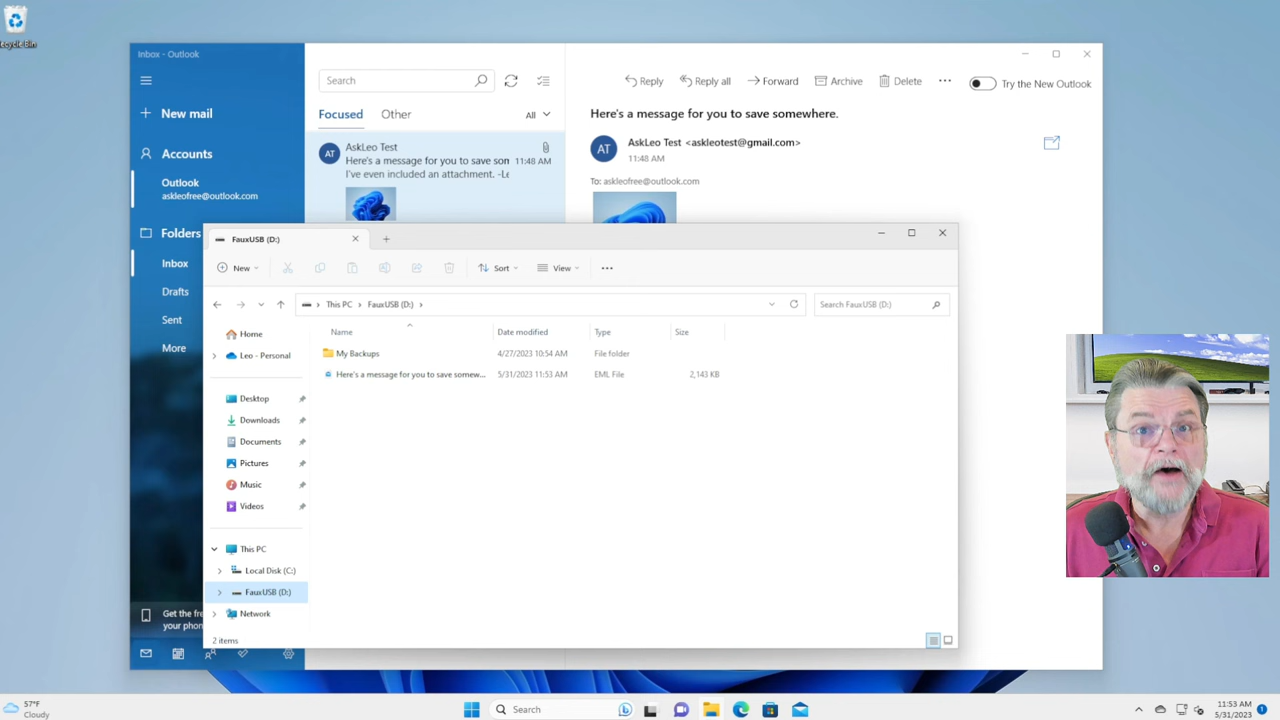 Recycle Bin
Inbox - Outlook
New mail
Accounts
Outlook
askleofree@outlook.com
Folders
Inbox
Drafts
Sent
More
Get the fre
your phon
Search
Focused
Other
All
AskLeo Test
Here's a message for you to save son
11:48 AM
I've even included an attachment. -Le
Reply
Reply all
Forward
Archive
Delete
Try the New Outlook
Here's a message for you to save somewhere.
AT
AskLeo Test <askleotest@gmail.com>
11:48 AM
To: askleofree@outlook.com
AT
FauxUSB (D:)
New
Sort
View
This PC
FauxUSB (D:)
Search FauxUSB (D:)
Home
Leo - Personal
Desktop
Downloads
Documents
Pictures
Music
Videos
This PC
Local Disk (C:)
FauxUSB (D:)
Network
Name
Date modified
Type
Size
My Backups
4/27/2023 10:54 AM
File folder
Here's a message for you to save somew...
5/31/2023 11:53 AM
EML File
2,143 KB
2 items
57°F
Cloudy
Search
11:53 AM
5/31/2023
1